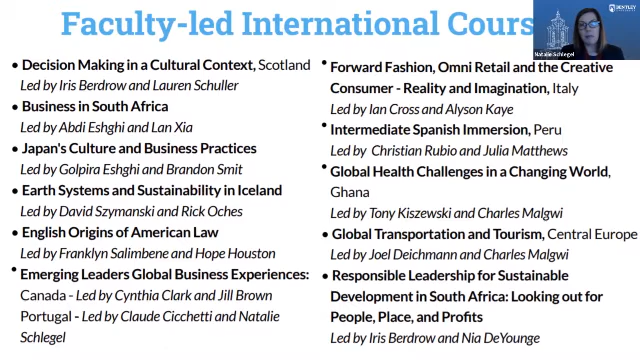 Faculty-led International Cours
BENTLEY
UNIVERSITY
Natalie Schlegel
• Decision Making in a Cultural Context, Scotland
Led by Iris Berdrow and Lauren Schuller
• Business in South Africa
Led by Abdi Eshghi and Lan Xia
• Japan's Culture and Business Practices
Led by Golpira Eshghi and Brandon Smit
• Earth Systems and Sustainability in Iceland
Led by David Szymanski and Rick Oches
• English Origins of American Law
Led by Franklyn Salimbene and Hope Houston
• Emerging Leaders Global Business Experiences:
Canada - Led by Cynthia Clark and Jill Brown
Portugal - Led by Claude Cicchetti and Natalie
Schlegel
• Forward Fashion, Omni Retail and the Creative
Consumer - Reality and Imagination, Italy
Led by Ian Cross and Alyson Kaye
• Intermediate Spanish Immersion, Peru
Led by Christian Rubio and Julia Matthews
• Global Health Challenges in a Changing World,
Ghana
Led by Tony Kiszewski and Charles Malgwi
• Global Transportation and Tourism, Central Europe
Led by Joel Deichmann and Charles Malgwi
• Responsible Leadership for Sustainable
Development in South Africa: Looking out for
People, Place, and Profits
Led by Iris Berdrow and Nia DeYounge